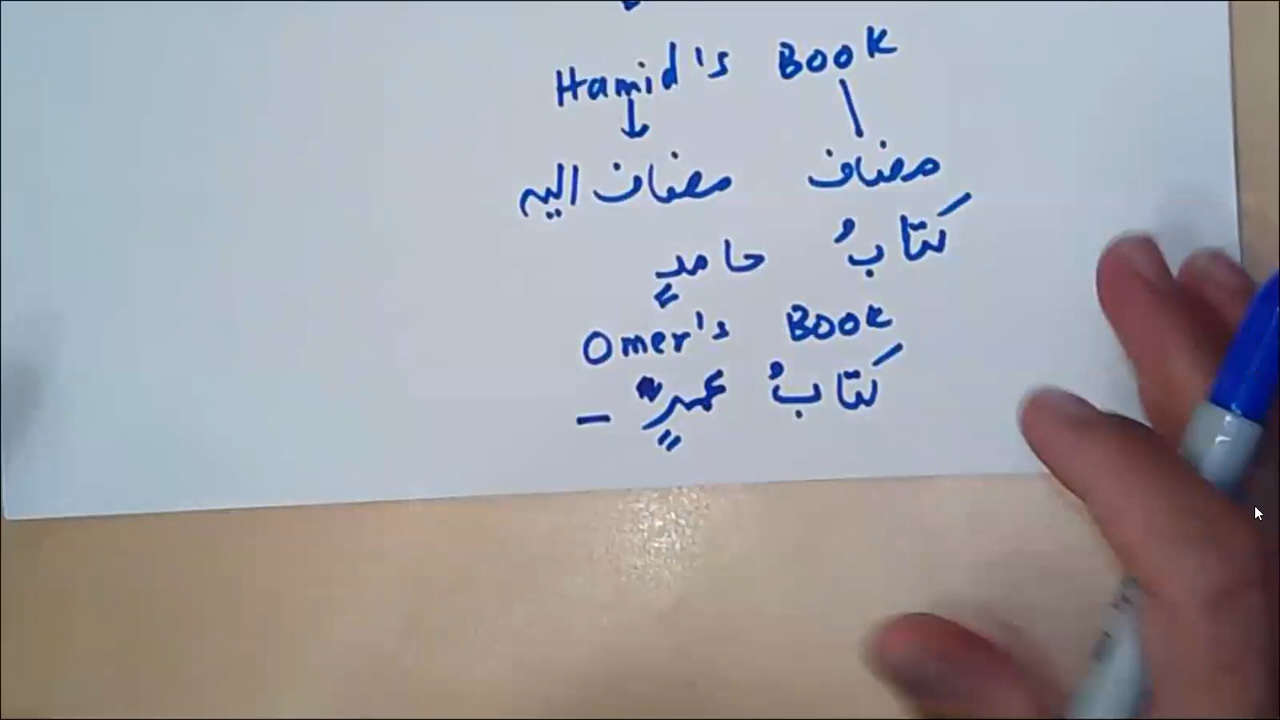 Hamid's Book
مضاف مضاف اليه
كتابُ حامدٍ
Omer's Book
كتابُ عمرٍ –